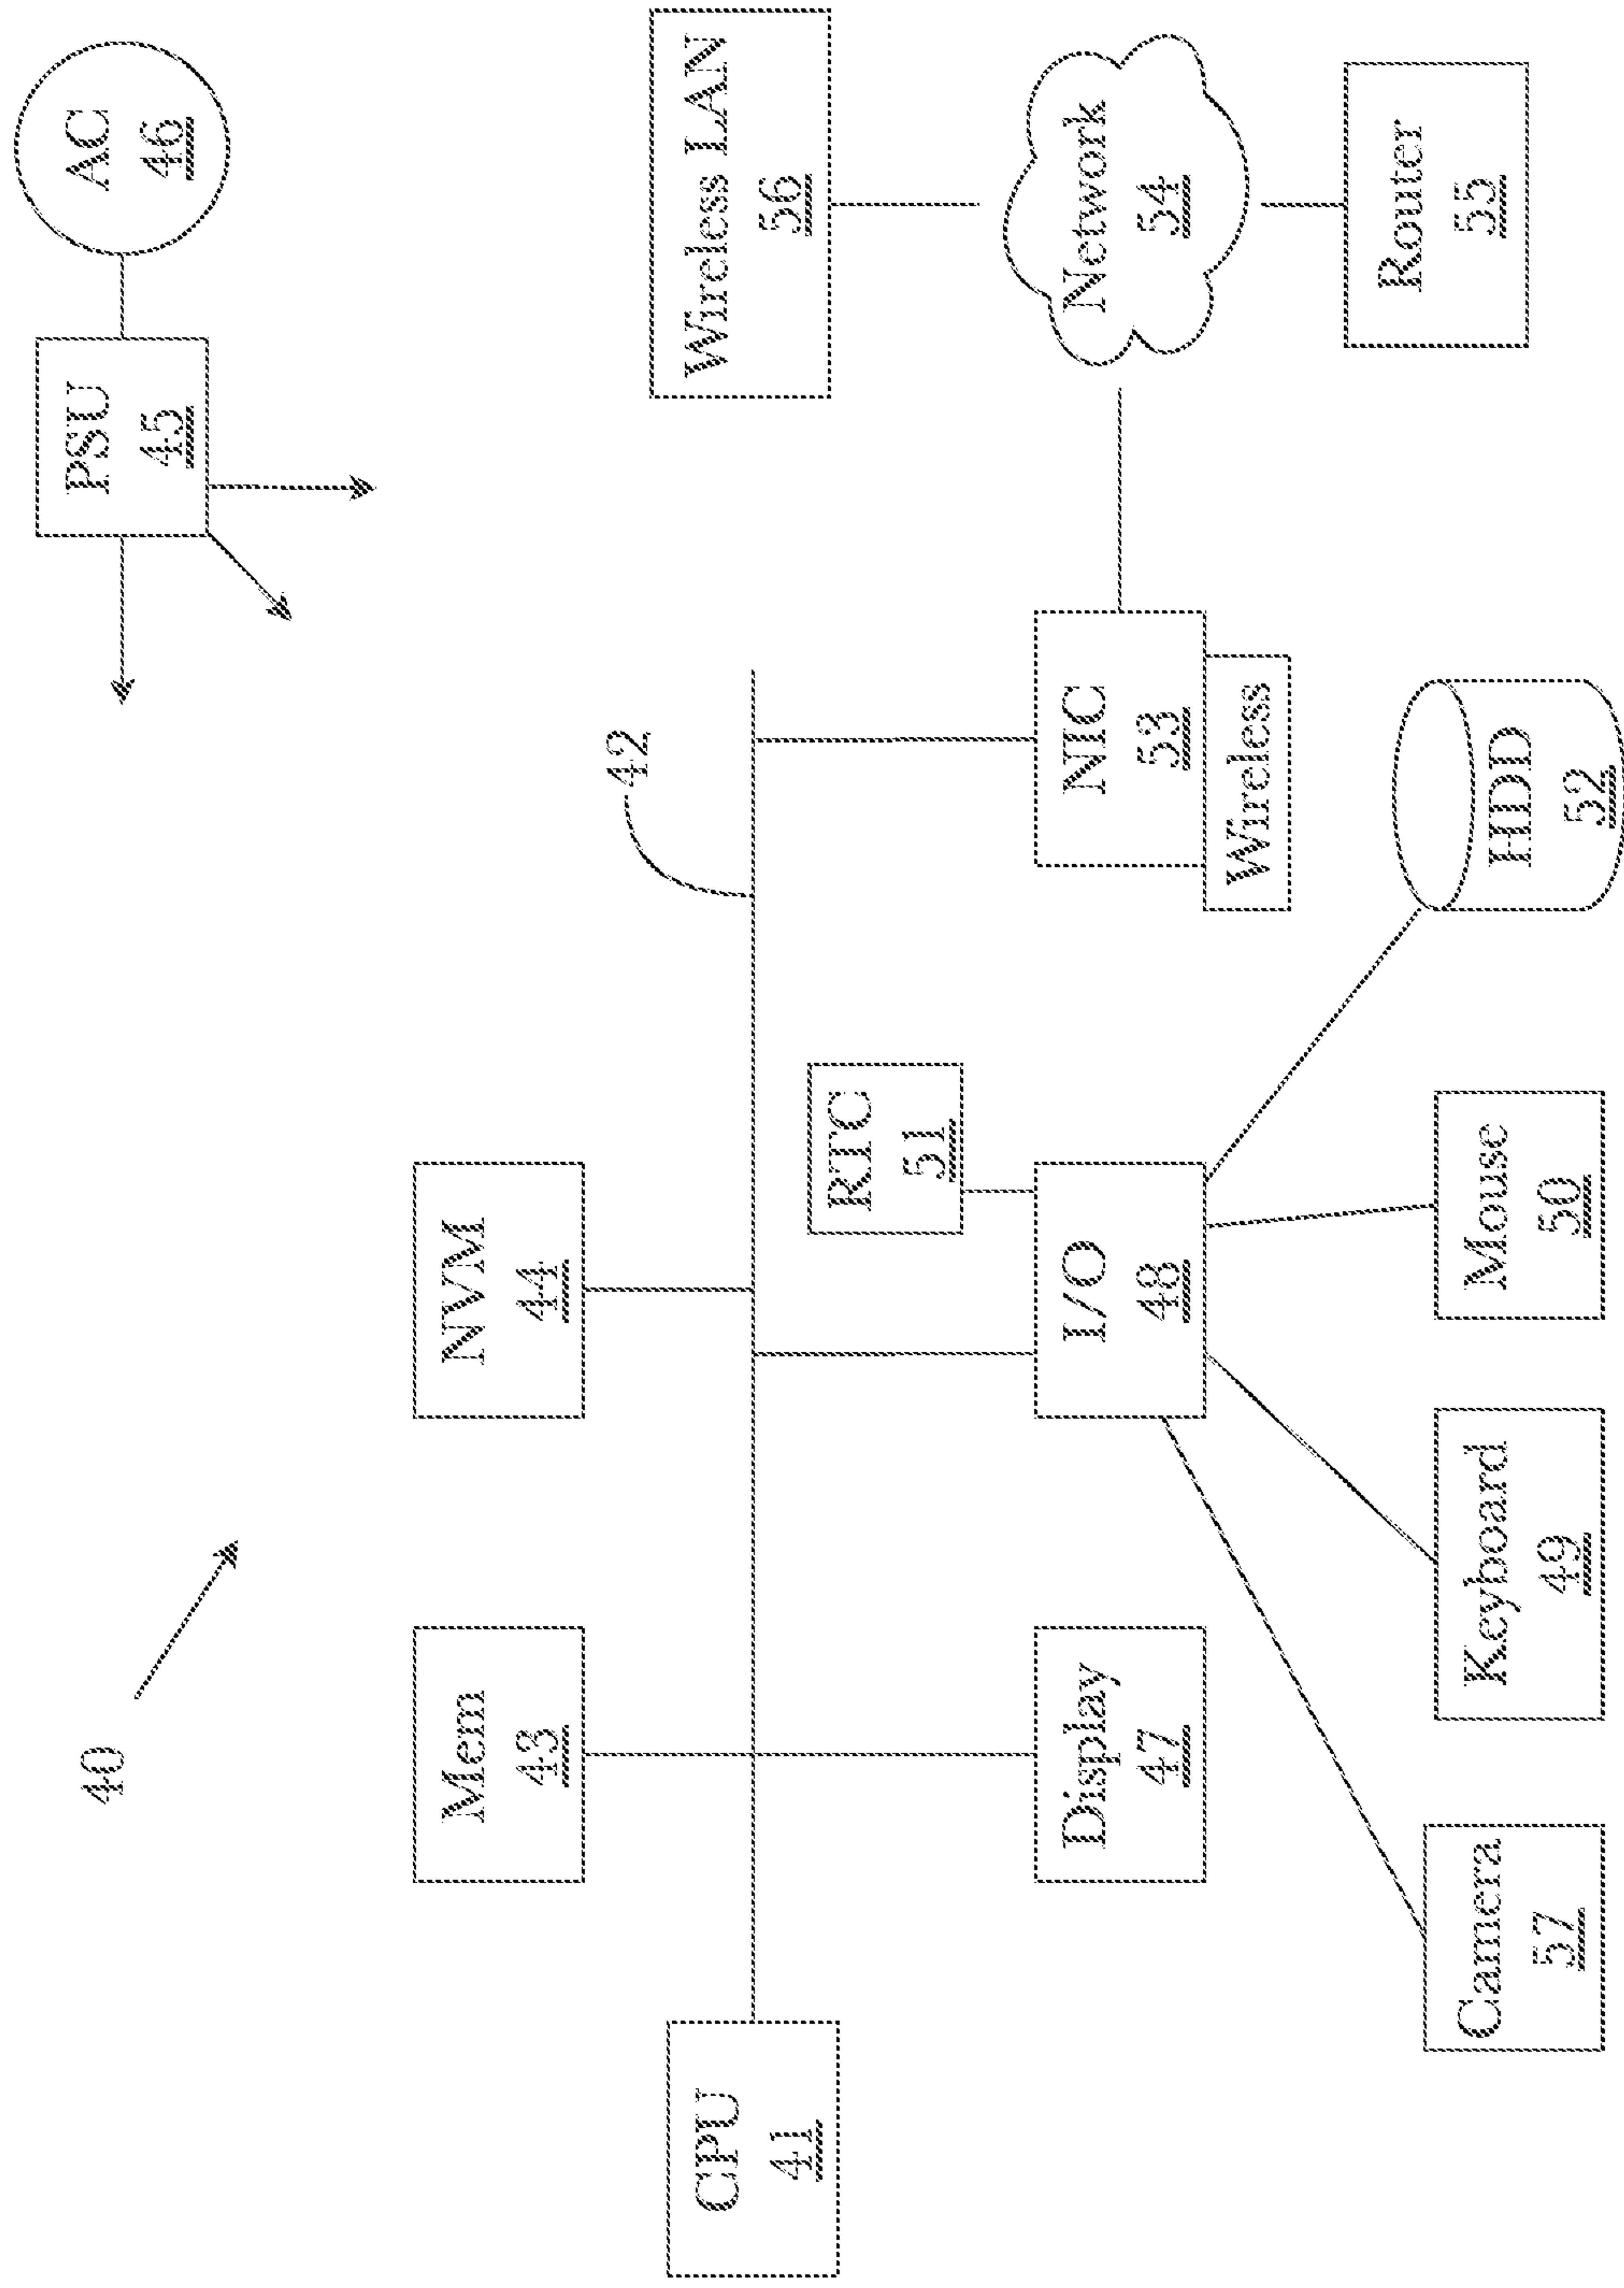 40
PSU
45
AC
46
Mem
43
NVM
44
42
CPU
41
Wireless LAN
56
RTC
51
Display
47
I/O
48
NIC
53
Wireless
Network
54
Camera
57
Keyboard
49
Mouse
50
HDD
52
Router
55